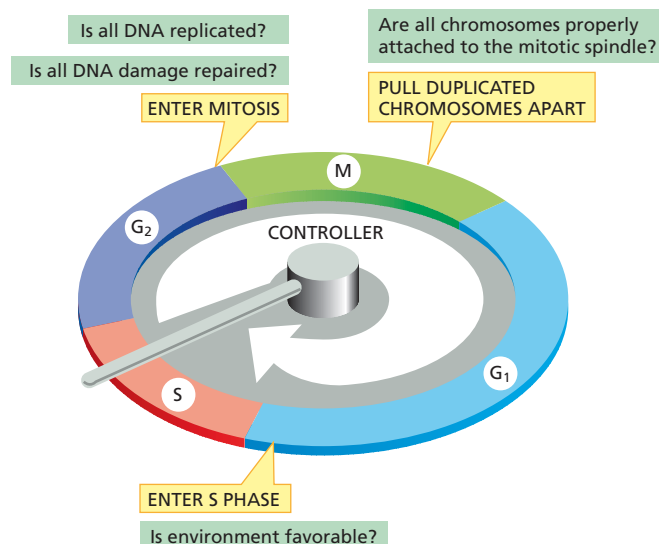 Is all DNA replicated?
Is all DNA damage repaired?
ENTER MITOSIS
Are all chromosomes properly
attached to the mitotic spindle?
PULL DUPLICATED
CHROMOSOMES APART
M
G₂
CONTROLLER
G₁
S
ENTER S PHASE
Is environment favorable?